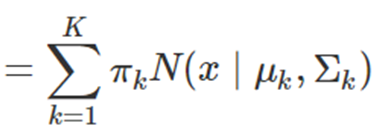 = \sum_{k=1}^{K} \pi_k N(x \mid \mu_k, \Sigma_k)